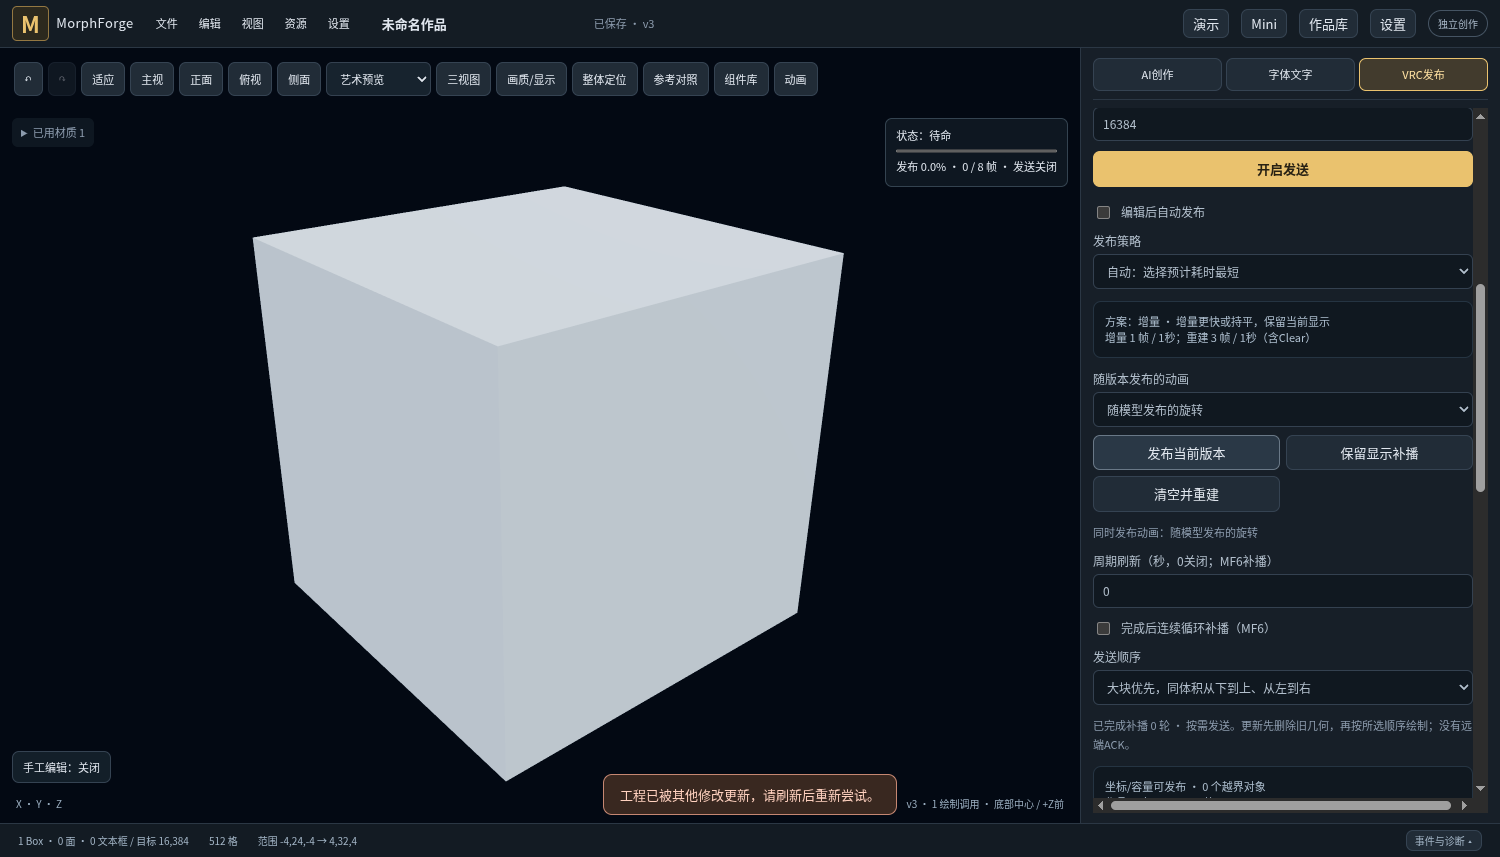 M MorphForge 文件 编辑 视图 资源 设置 未命名作品 已保存 · v3 演示 Mini 作品库 设置 独立创作
↶ ↷ 适应 主视 正面 俯视 侧面 艺术预览 三视图 画质/显示 整体定位 参考对照 组件库 动画
▶ 已用材质 1
状态：待命
发布 0.0% · 0 / 8 帧 · 发送关闭
手工编辑：关闭
X · Y · Z
工程已被其他修改更新，请刷新后重新尝试。
v3 · 1 绘制调用 · 底部中心 / +Z前
AI创作 字体文字 VRC发布
16384
开启发送
编辑后自动发布
发布策略
自动：选择预计耗时最短
方案：增量 · 增量更快或持平，保留当前显示
增量 1 帧 / 1秒；重建 3 帧 / 1秒（含Clear）
随版本发布的动画
随模型发布的旋转
发布当前版本 保留显示补播
清空并重建
同时发布动画：随模型发布的旋转
周期刷新（秒，0关闭；MF6补播）
0
完成后连续循环补播（MF6）
发送顺序
大块优先，同体积从下到上、从左到右
已完成补播 0 轮 · 按需发送。更新先删除旧几何，再按所选顺序绘制；没有远
端ACK。
坐标/容量可发布 · 0 个越界对象
1 Box · 0 面 · 0 文本框 / 目标 16,384 512 格 范围 -4,24,-4 → 4,32,4
事件与诊断 ▴